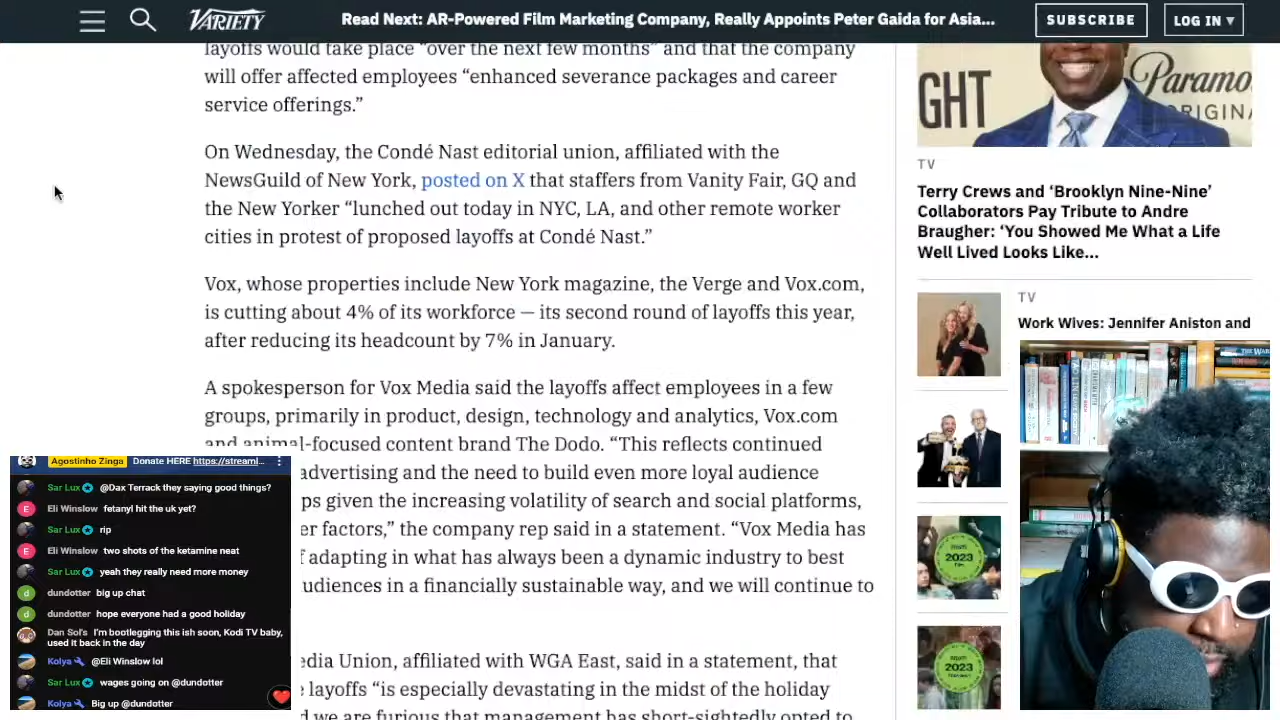 VARIETY
Read Next: AR-Powered Film Marketing Company, Really Appoints Peter Gaida for Asia...
SUBSCRIBE
LOG IN ▾
layoffs would take place “over the next few months” and that the company
will offer affected employees “enhanced severance packages and career
service offerings.”
On Wednesday, the Condé Nast editorial union, affiliated with the
NewsGuild of New York, posted on X that staffers from Vanity Fair, GQ and
the New Yorker “lunched out today in NYC, LA, and other remote worker
cities in protest of proposed layoffs at Condé Nast.”
Vox, whose properties include New York magazine, the Verge and Vox.com,
is cutting about 4% of its workforce — its second round of layoffs this year,
after reducing its headcount by 7% in January.
A spokesperson for Vox Media said the layoffs affect employees in a few
groups, primarily in product, design, technology and analytics, Vox.com
and animal-focused content brand The Dodo. “This reflects continued
advertising and the need to build even more loyal audience
ps given the increasing volatility of search and social platforms,
er factors,” the company rep said in a statement. “Vox Media has
f adapting in what has always been a dynamic industry to best
udiences in a financially sustainable way, and we will continue to
edia Union, affiliated with WGA East, said in a statement, that
e layoffs “is especially devastating in the midst of the holiday
d we are furious that management has short-sightedly opted to
GHT
Paramo
ORIGINA
TV
Terry Crews and ‘Brooklyn Nine-Nine’
Collaborators Pay Tribute to Andre
Braugher: ‘You Showed Me What a Life
Well Lived Looks Like...
TV
Work Wives: Jennifer Aniston and
2023
2023
Agostinho Zinga Donate HERE https://streaml...
Sar Lux @Dax Terrack they saying good things?
Eli Winslow fetanyl hit the uk yet?
Sar Lux rip
Eli Winslow two shots of the ketamine neat
Sar Lux yeah they really need more money
dundotter big up chat
dundotter hope everyone had a good holiday
Dan Sol's I'm bootlegging this ish soon, Kodi TV baby,
used it back in the day
Kolya @Eli Winslow lol
Sar Lux wages going on @dundotter
Kolya Big up @dundotter